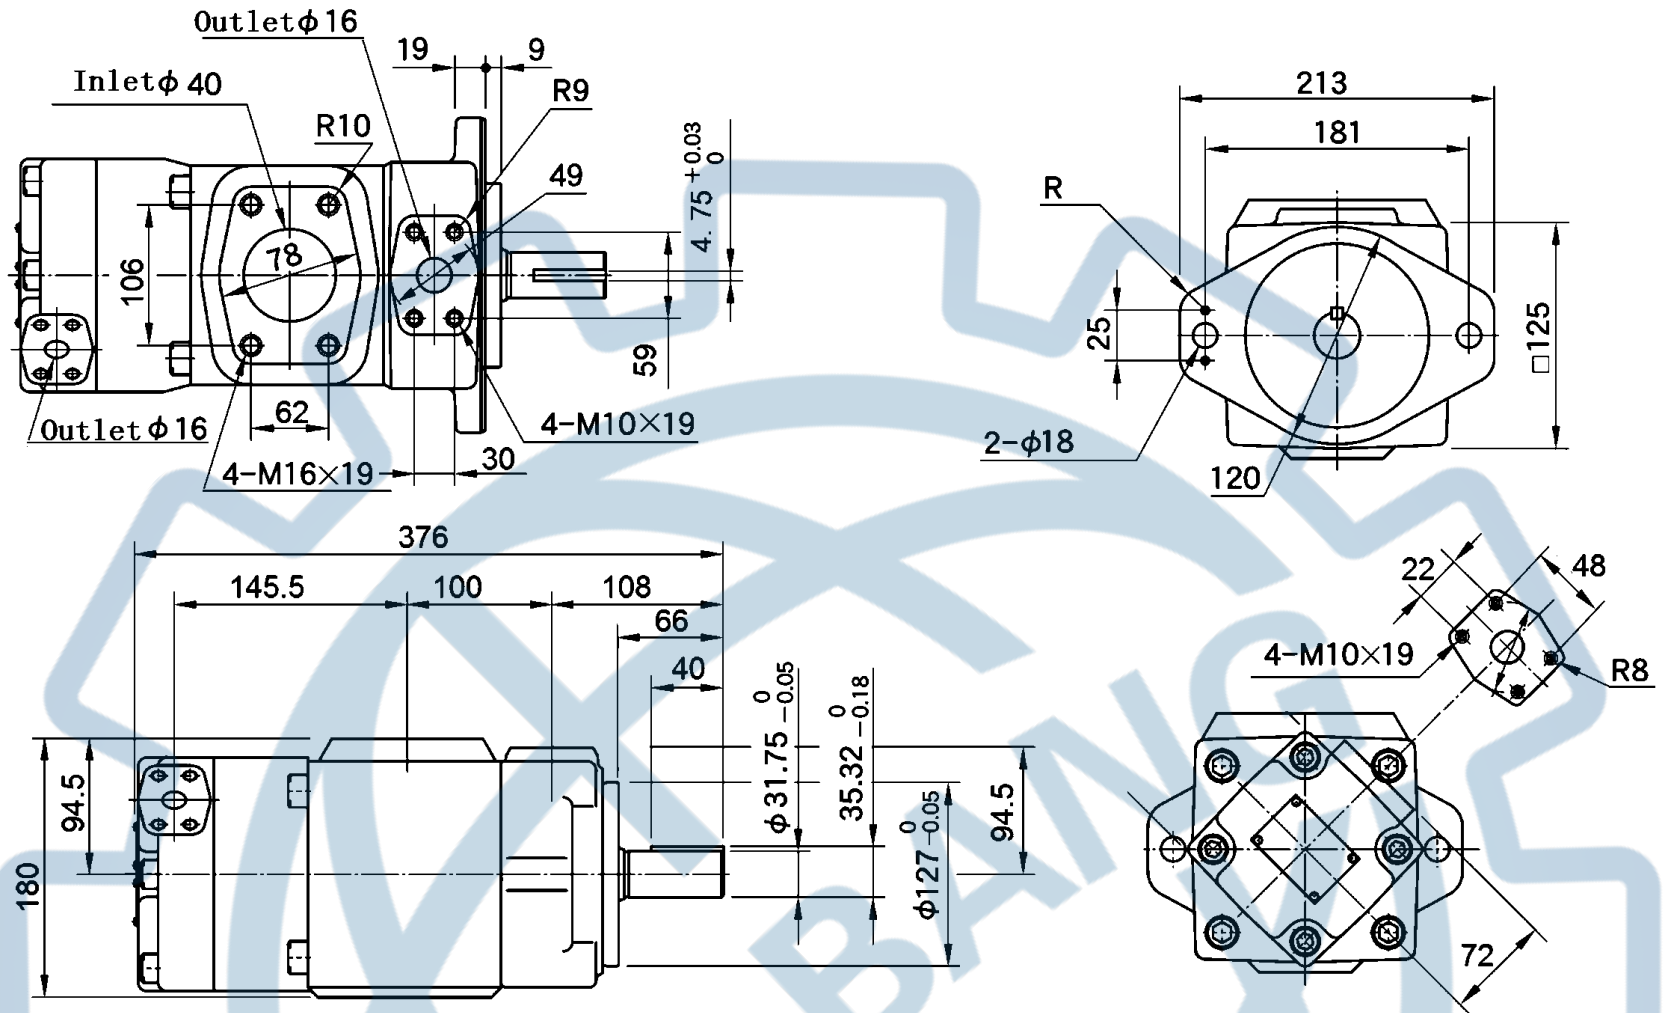 Outletϕ16
19
9
Inletϕ40
R9
R10
49
4.75 +0.03 0
78
106
59
Outletϕ16
62
4-M10×19
4-M16×19
30
213
181
R
25
□125
2-ϕ18
120
376
145.5
100
108
66
40
ϕ31.75 0 -0.05
35.32 0 -0.18
94.5
180
94.5
ϕ127 0 -0.05
22
48
4-M10×19
R8
72
BANG